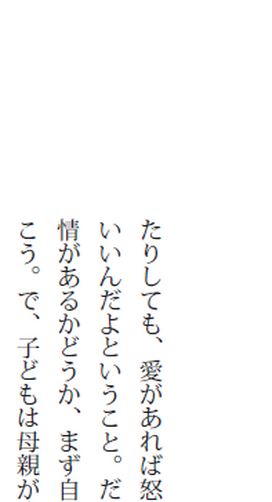 たりしても、愛があれば怒
いいんだよということ。だ
情があるかどうか、まず自
こう。で、子どもは母親が